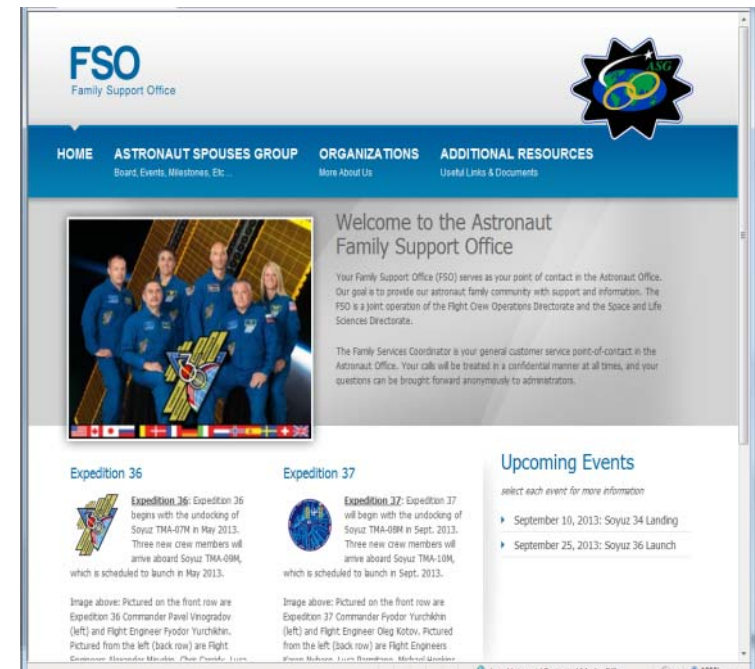 FSO
Family Support Office
ASG
HOME
ASTRONAUT SPOUSES GROUP
Board, Events, Milestones, Etc...
ORGANIZATIONS
More About Us
ADDITIONAL RESOURCES
Useful Links & Documents
Welcome to the Astronaut
Family Support Office
Your Family Support Office (FSO) serves as your point of contact in the Astronaut Office.
Our goal is to provide our astronaut family community with support and information. The
FSO is a joint operation of the Flight Crew Operations Directorate and the Space and Life
Sciences Directorate.
The Family Services Coordinator is your general customer service point-of-contact in the
Astronaut Office. Your calls will be treated in a confidential manner at all times, and your
questions can be brought forward anonymously to administrators.
Expedition 36
Expedition 36: Expedition 36
begins with the undocking of
Soyuz TMA-07M in May 2013.
Three new crew members will
arrive aboard Soyuz TMA-09M,
which is scheduled to launch in May 2013.
Image above: Pictured on the front row are
Expedition 36 Commander Pavel Vinogradov
(left) and Flight Engineer Fyodor Yurchikhin.
Pictured from the left (back row) are Flight
Engineers Alexander Misurkin, Chris Cassidy, Luca
Expedition 37
Expedition 37: Expedition 37
will begin with the undocking of
Soyuz TMA-08M in Sept. 2013.
Three new crew members will
arrive aboard Soyuz TMA-10M,
which is scheduled to launch in Sept. 2013.
Image above: Pictured on the front row are
Expedition 37 Commander Fyodor Yurchikhin
(left) and Flight Engineer Oleg Kotov. Pictured
from the left (back row) are Flight Engineers
Karen Nyberg, Luca Parmitano, Michael Hopkins
Upcoming Events
select each event for more information
September 10, 2013: Soyuz 34 Landing
September 25, 2013: Soyuz 36 Launch